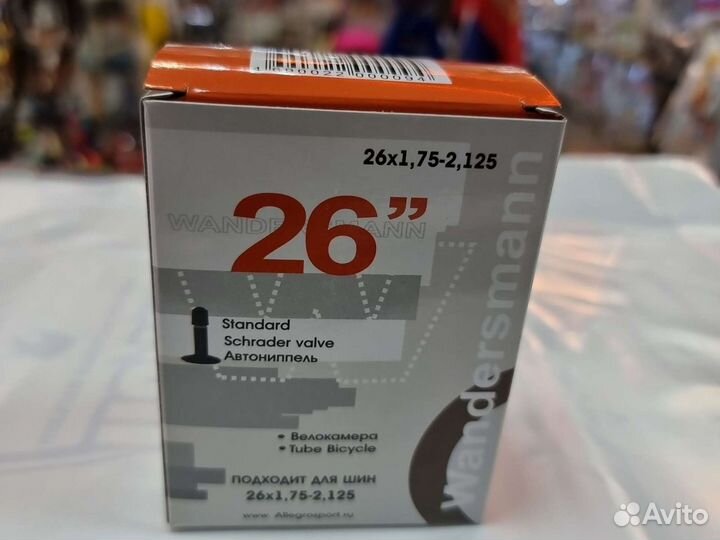 26x1,75-2,125
WANDERSMANN
26”
Standard
Schrader valve
Автониппель
• Велокамера
• Tube Bicycle
ПОДХОДИТ ДЛЯ ШИН
26x1,75-2,125
www. Allegrosport.ru
Wandersmann
Avito